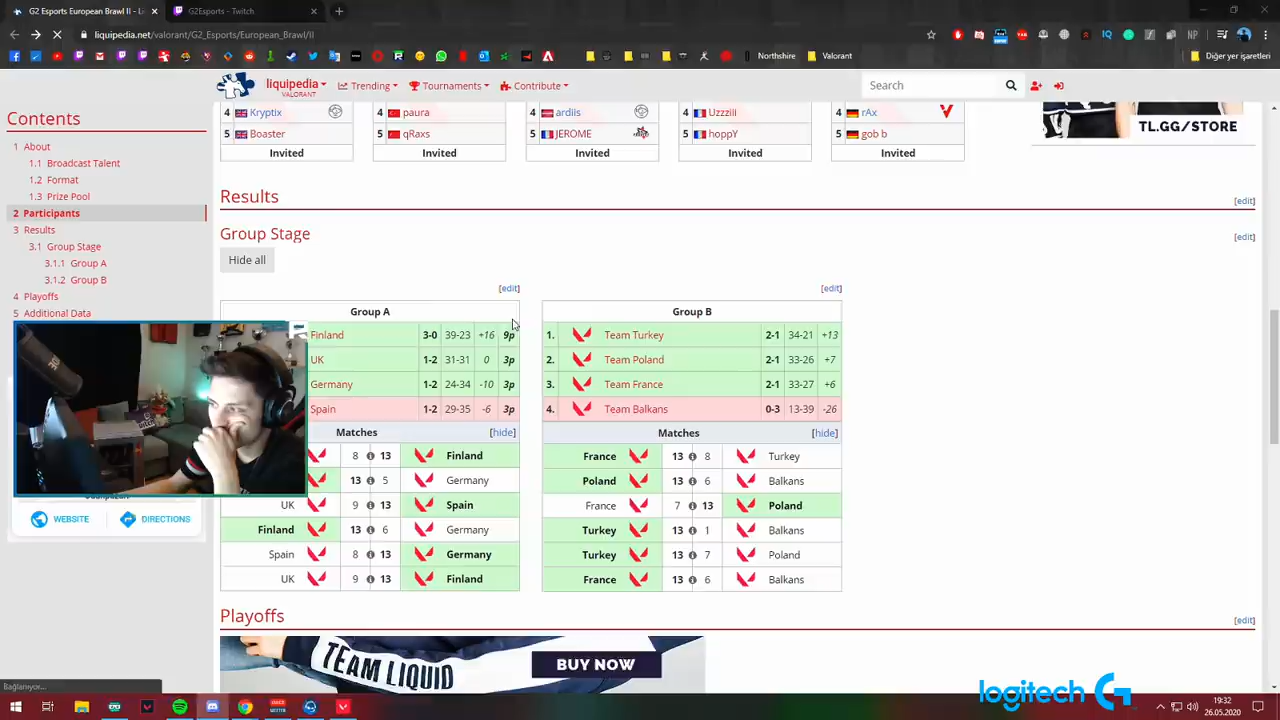 G2 Esports European Brawl II - Li
G2Esports - Twitch
liquipedia.net/valorant/G2_Esports/European_Brawl/II
Northshire
Valorant
Diğer yer işaretleri
liquipedia
VALORANT
Trending
Tournaments
Contribute
Search
Contents
1 About
1.1 Broadcast Talent
1.2 Format
1.3 Prize Pool
2 Participants
3 Results
3.1 Group Stage
3.1.1 Group A
3.1.2 Group B
4 Playoffs
5 Additional Data
WEBSITE
DIRECTIONS
4 Kryptix
5 Boaster
Invited
4 paura
5 qRaxs
Invited
4 ardiis
5 JEROME
Invited
4 Uzzziii
5 hoppY
Invited
4 rAx
5 gob b
Invited
TL.GG/STORE
Results
[edit]
Group Stage
[edit]
Hide all
[edit]
Group A
Finland 3-0 39-23 +16 9p
UK 1-2 31-31 0 3p
Germany 1-2 24-34 -10 3p
Spain 1-2 29-35 -6 3p
Matches [hide]
8 13 Finland
13 5 Germany
UK 9 13 Spain
Finland 13 6 Germany
Spain 8 13 Germany
UK 9 13 Finland
[edit]
Group B
1. Team Turkey 2-1 34-21 +13
2. Team Poland 2-1 33-26 +7
3. Team France 2-1 33-27 +6
4. Team Balkans 0-3 13-39 -26
Matches [hide]
France 13 8 Turkey
Poland 13 6 Balkans
France 7 13 Poland
Turkey 13 1 Balkans
Turkey 13 7 Poland
France 13 6 Balkans
Playoffs
[edit]
TEAM LIQUID
BUY NOW
Bağlanıyor...
logitech G
19:32
26.05.2020